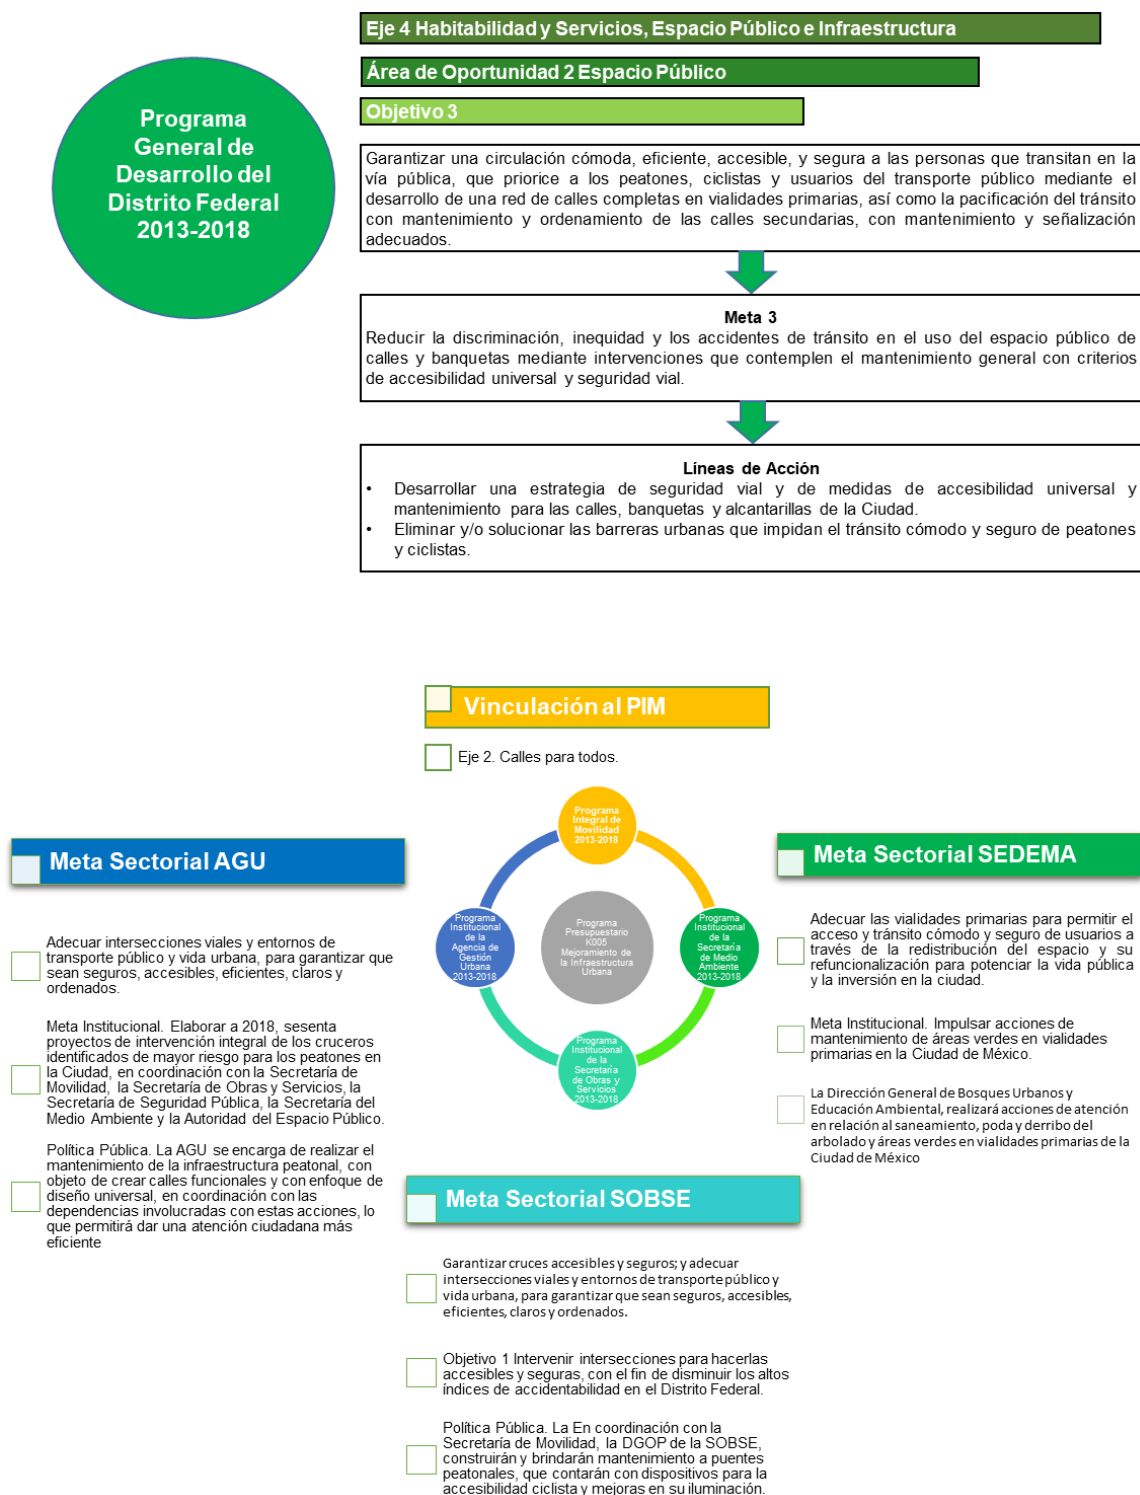 Programa
General de
Desarrollo del
Distrito Federal
2013-2018
Eje 4 Habitabilidad y Servicios, Espacio Público e Infraestructura
Área de Oportunidad 2 Espacio Público
Objetivo 3
Garantizar una circulación cómoda, eficiente, accesible, y segura a las personas que transitan en la
vía pública, que priorice a los peatones, ciclistas y usuarios del transporte público mediante el
desarrollo de una red de calles completas en vialidades primarias, así como la pacificación del tránsito
con mantenimiento y ordenamiento de las calles secundarias, con mantenimiento y señalización
adecuados.
Meta 3
Reducir la discriminación, inequidad y los accidentes de tránsito en el uso del espacio público de
calles y banquetas mediante intervenciones que contemplen el mantenimiento general con criterios
de accesibilidad universal y seguridad vial.
Líneas de Acción
• Desarrollar una estrategia de seguridad vial y de medidas de accesibilidad universal y
mantenimiento para las calles, banquetas y alcantarillas de la Ciudad.
• Eliminar y/o solucionar las barreras urbanas que impidan el tránsito cómodo y seguro de peatones
y ciclistas.
Vinculación al PIM
Eje 2. Calles para todos.
Programa
Integral de
Movilidad
2013-2018
Programa
Institucional
de la
Agencia de
Gestión
Urbana
2013-2018
Programa
Presupuestario
K005
Mejoramiento de
la Infraestructura
Urbana
Programa
Institucional
de la
Secretaría
de Medio
Ambiente
2013-2018
Programa
Institucional
de la
Secretaría
de Obras y
Servicios
2013-2018
Meta Sectorial AGU
Adecuar intersecciones viales y entornos de
transporte público y vida urbana, para garantizar que
sean seguros, accesibles, eficientes, claros y
ordenados.
Meta Institucional. Elaborar a 2018, sesenta
proyectos de intervención integral de los cruceros
identificados de mayor riesgo para los peatones en
la Ciudad, en coordinación con la Secretaría de
Movilidad, la Secretaría de Obras y Servicios, la
Secretaría de Seguridad Pública, la Secretaría del
Medio Ambiente y la Autoridad del Espacio Público.
Política Pública. La AGU se encarga de realizar el
mantenimiento de la infraestructura peatonal, con
objeto de crear calles funcionales y con enfoque de
diseño universal, en coordinación con las
dependencias involucradas con estas acciones, lo
que permitirá dar una atención ciudadana más
eficiente
Meta Sectorial SEDEMA
Adecuar las vialidades primarias para permitir el
acceso y tránsito cómodo y seguro de usuarios a
través de la redistribución del espacio y su
refuncionalización para potenciar la vida pública
y la inversión en la ciudad.
Meta Institucional. Impulsar acciones de
mantenimiento de áreas verdes en vialidades
primarias en la Ciudad de México.
La Dirección General de Bosques Urbanos y
Educación Ambiental, realizará acciones de atención
en relación al saneamiento, poda y derribo del
arbolado y áreas verdes en vialidades primarias de la
Ciudad de México
Meta Sectorial SOBSE
Garantizar cruces accesibles y seguros; y adecuar
intersecciones viales y entornos de transporte público y
vida urbana, para garantizar que sean seguros, accesibles,
eficientes, claros y ordenados.
Objetivo 1 Intervenir intersecciones para hacerlas
accesibles y seguras, con el fin de disminuir los altos
índices de accidentabilidad en el Distrito Federal.
Política Pública. La En coordinación con la
Secretaría de Movilidad, la DGOP de la SOBSE,
construirán y brindarán mantenimiento a puentes
peatonales, que contarán con dispositivos para la
accesibilidad ciclista y mejoras en su iluminación.